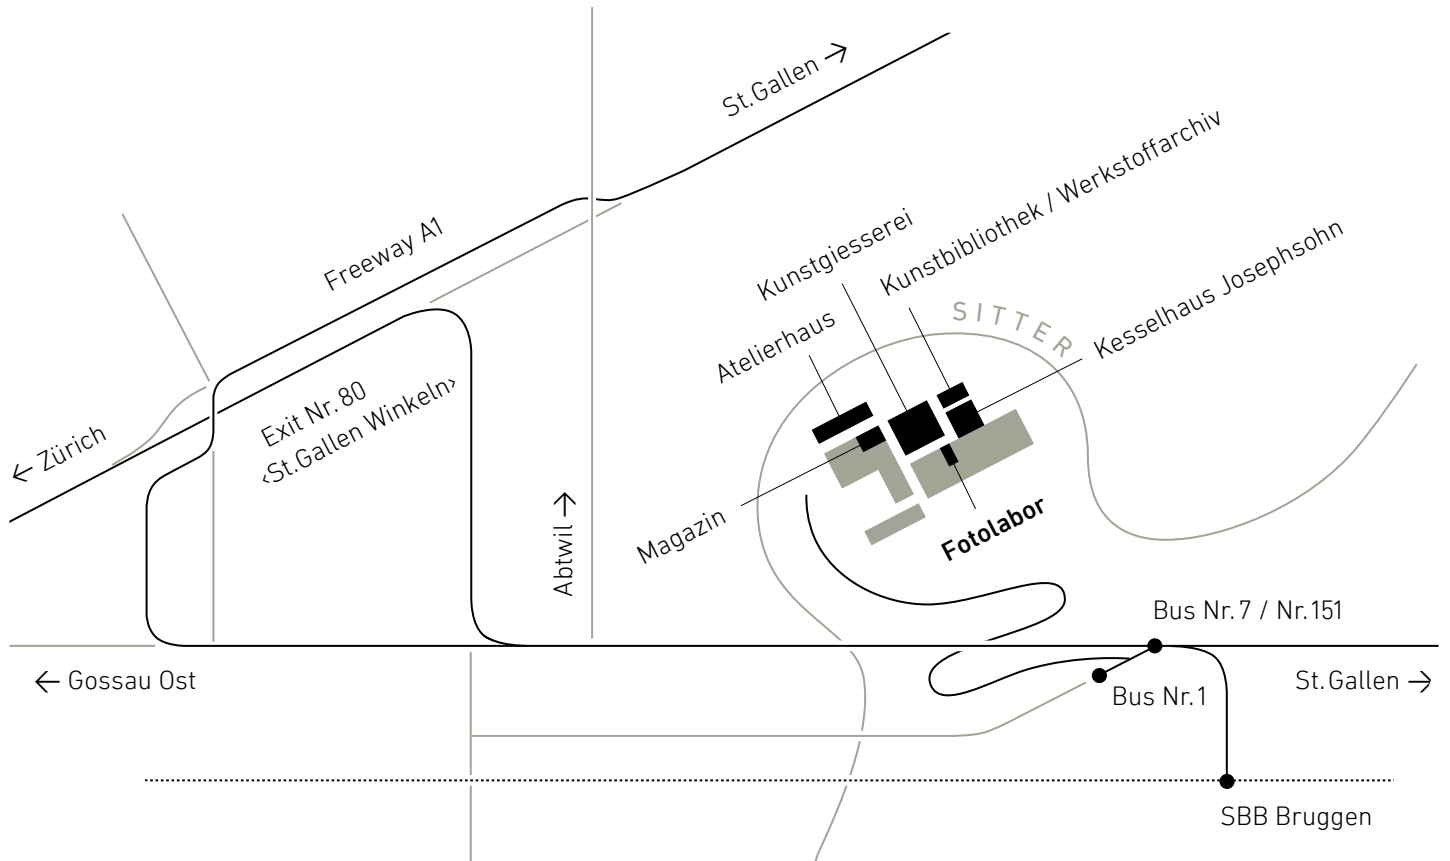 St. Gallen →
Kunstbibliothek / Werkstoffarchiv
Kunstgiesserei
Freeway A1
Kesselhaus Josephsohn
SITTER
Atelierhaus
Exit Nr. 80
‹St. Gallen Winkeln›
← Zürich
Magazin
Fotolabor
Abtwil →
Bus Nr. 7 / Nr. 151
← Gossau Ost
St. Gallen →
Bus Nr. 1
SBB Bruggen